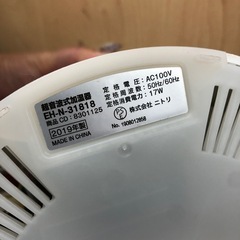 超音波式加湿器
EH-N-31818
商品CD：8301125
2019年製
MADE IN CHINA
定格電圧：AC100V
定格周波数：50Hz/60Hz
定格消費電力：17W
株式会社ニトリ
No. 1908012858